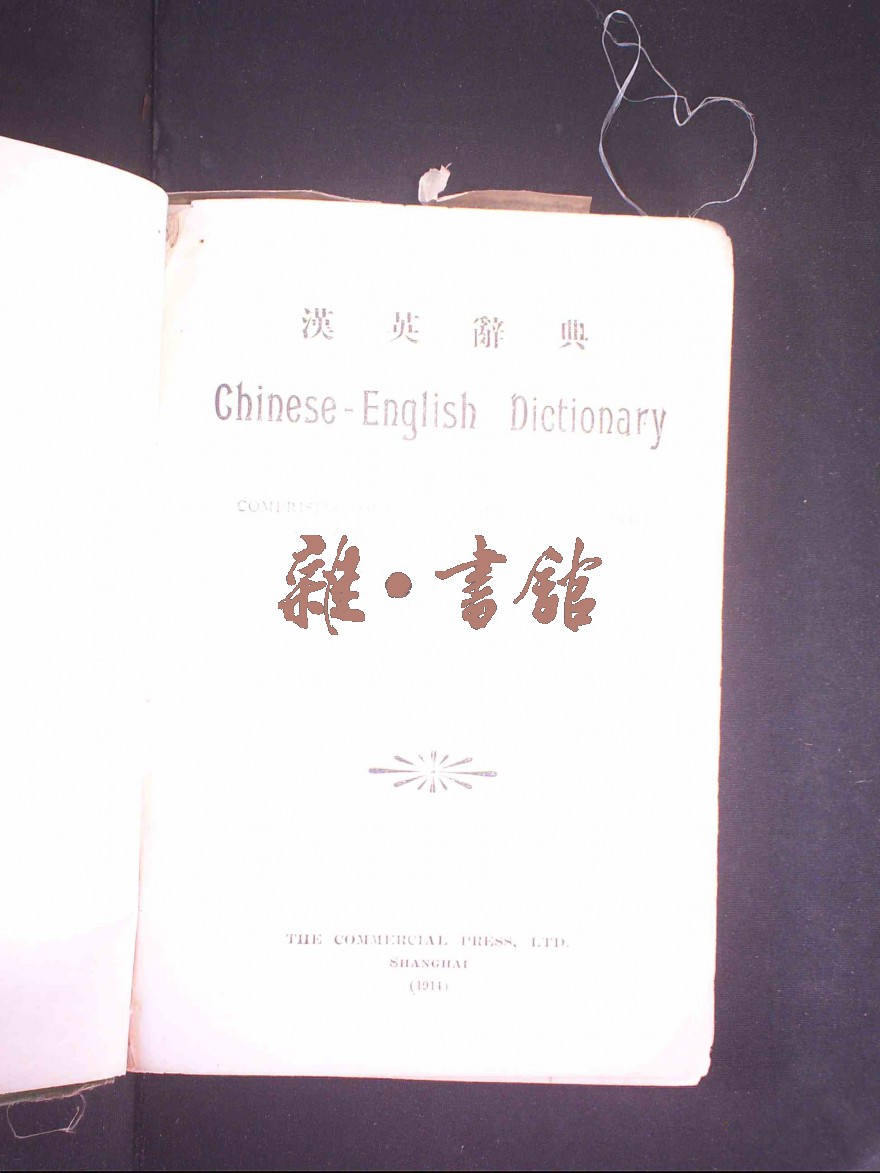 漢英辭典
Chinese-English Dictionary
雜·書館
THE COMMERCIAL PRESS, LTD.
SHANGHAI
(1914)